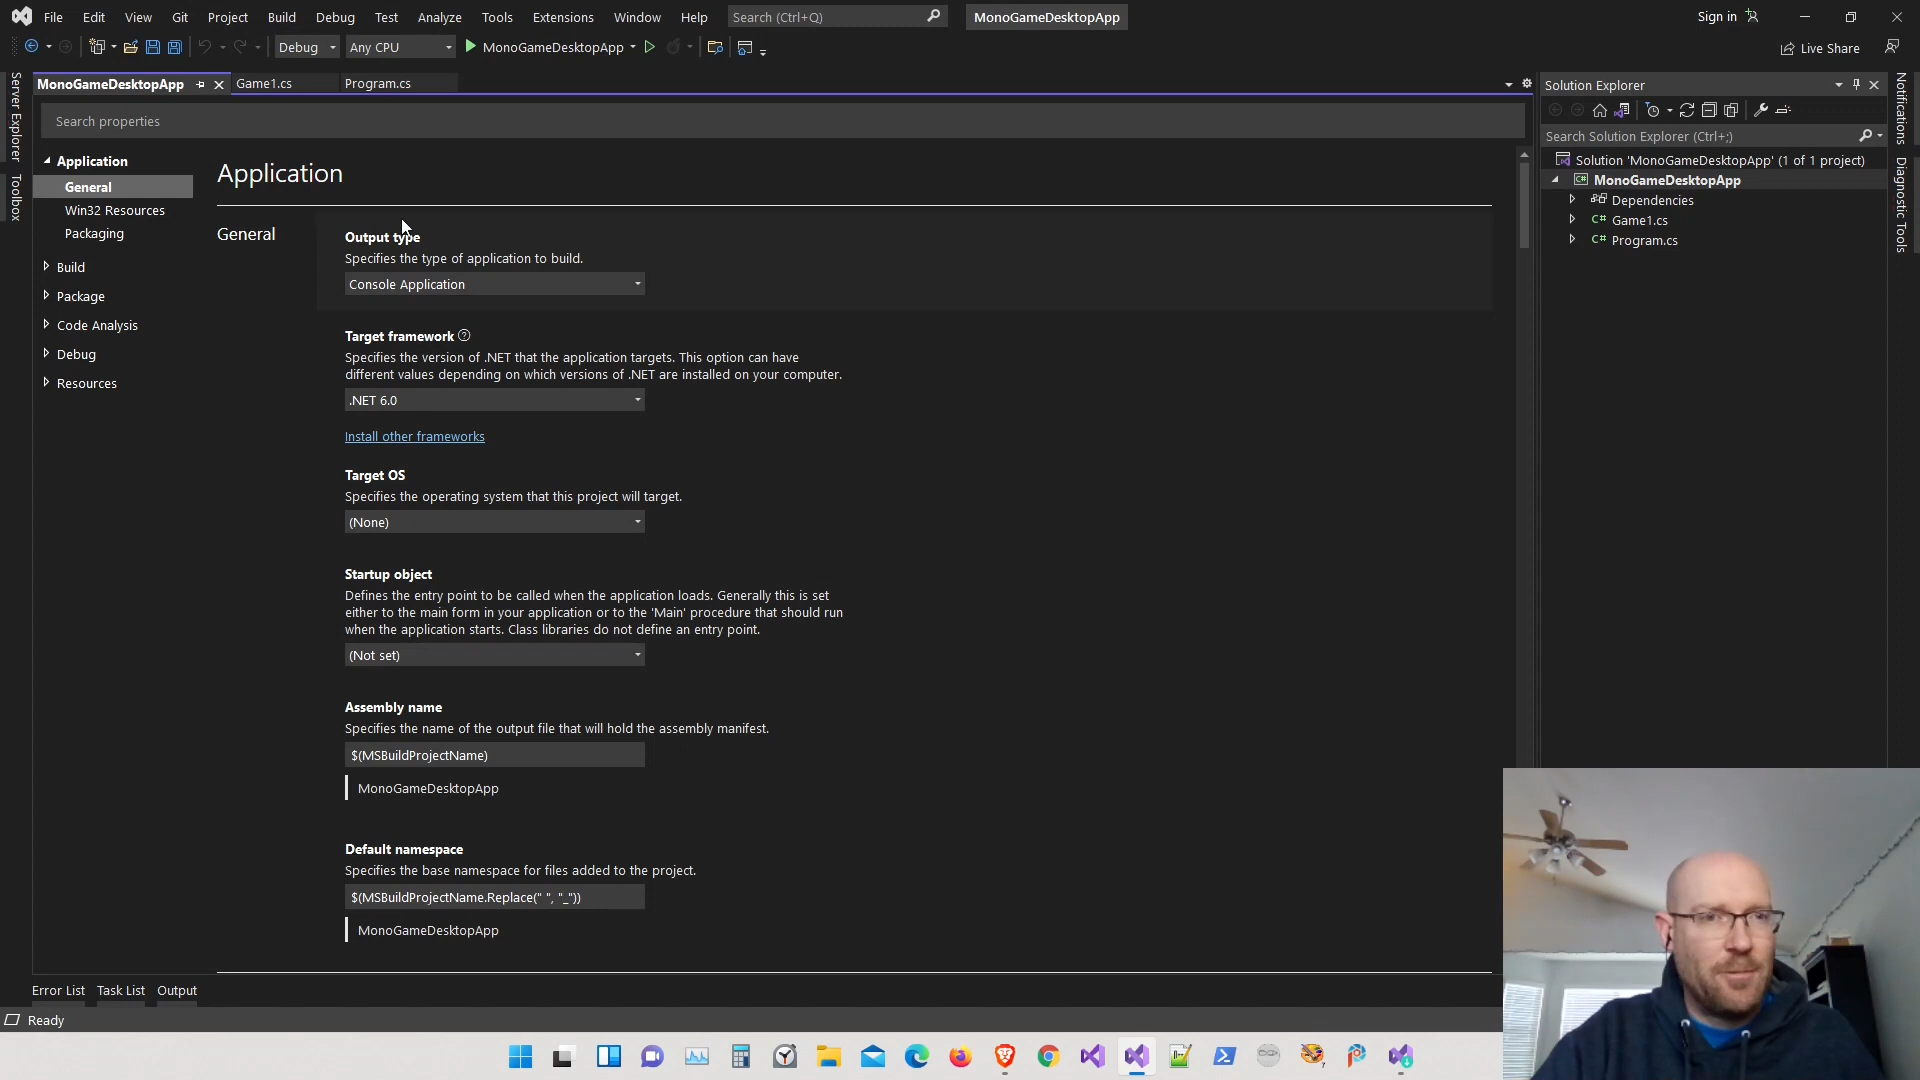 File Edit View Git Project Build Debug Test Analyze Tools Extensions Window Help Search (Ctrl+Q) MonoGameDesktopApp Sign in
Debug Any CPU MonoGameDesktopApp Live Share
Server Explorer
Toolbox
MonoGameDesktopApp Game1.cs Program.cs
Search properties
Application
General
Win32 Resources
Packaging
Build
Package
Code Analysis
Debug
Resources
Application
General
Output type
Specifies the type of application to build.
Console Application
Target framework
Specifies the version of .NET that the application targets. This option can have
different values depending on which versions of .NET are installed on your computer.
.NET 6.0
Install other frameworks
Target OS
Specifies the operating system that this project will target.
(None)
Startup object
Defines the entry point to be called when the application loads. Generally this is set
either to the main form in your application or to the 'Main' procedure that should run
when the application starts. Class libraries do not define an entry point.
(Not set)
Assembly name
Specifies the name of the output file that will hold the assembly manifest.
$(MSBuildProjectName)
MonoGameDesktopApp
Default namespace
Specifies the base namespace for files added to the project.
$(MSBuildProjectName.Replace(" ", "_"))
MonoGameDesktopApp
Solution Explorer
Search Solution Explorer (Ctrl+;)
Solution 'MonoGameDesktopApp' (1 of 1 project)
MonoGameDesktopApp
Dependencies
C# Game1.cs
C# Program.cs
Notifications
Diagnostic Tools
Error List Task List Output
Ready